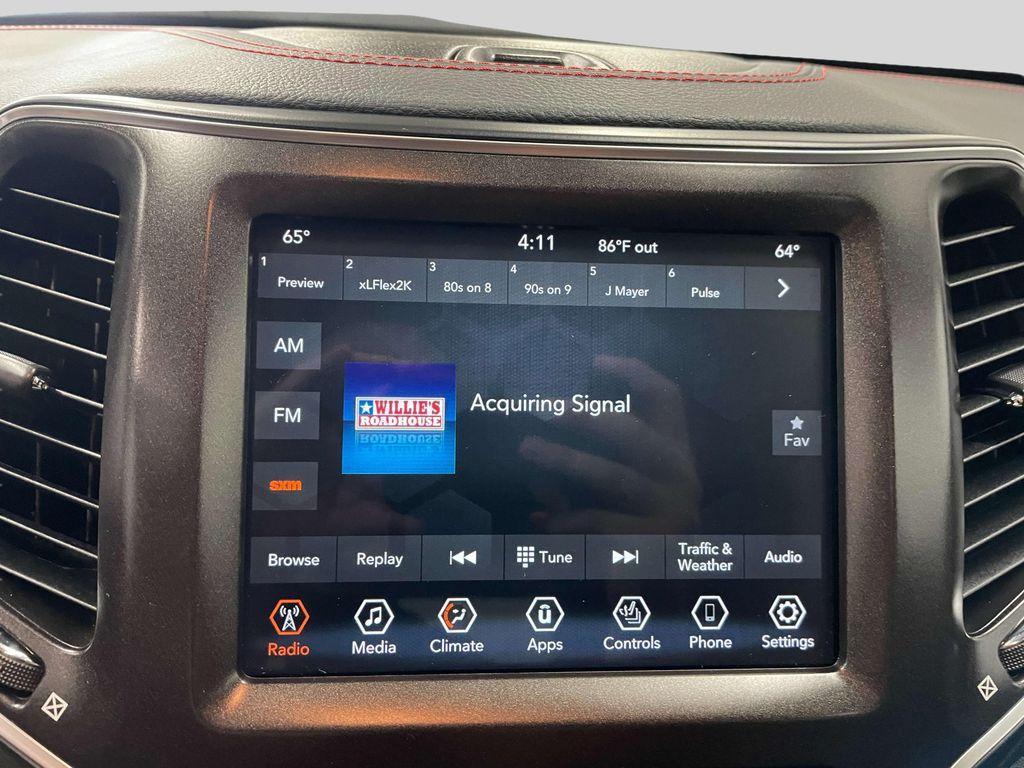 65°
4:11
86°F out
64°
1
Preview
2
xLFlex2K
3
80s on 8
4
90s on 9
5
J Mayer
6
Pulse
AM
WILLIE'S
ROADHOUSE
Acquiring Signal
FM
Fav
sxm
Browse
Replay
Tune
Traffic &
Weather
Audio
Radio
Media
Climate
Apps
Controls
Phone
Settings